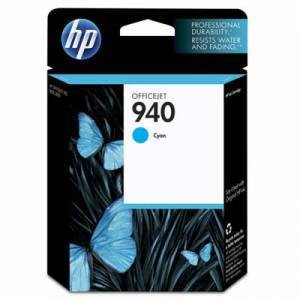 hp
PROFESSIONAL
DURABILITY.
RESISTS WATER
AND FADING.
OFFICEJET
940
Cyan